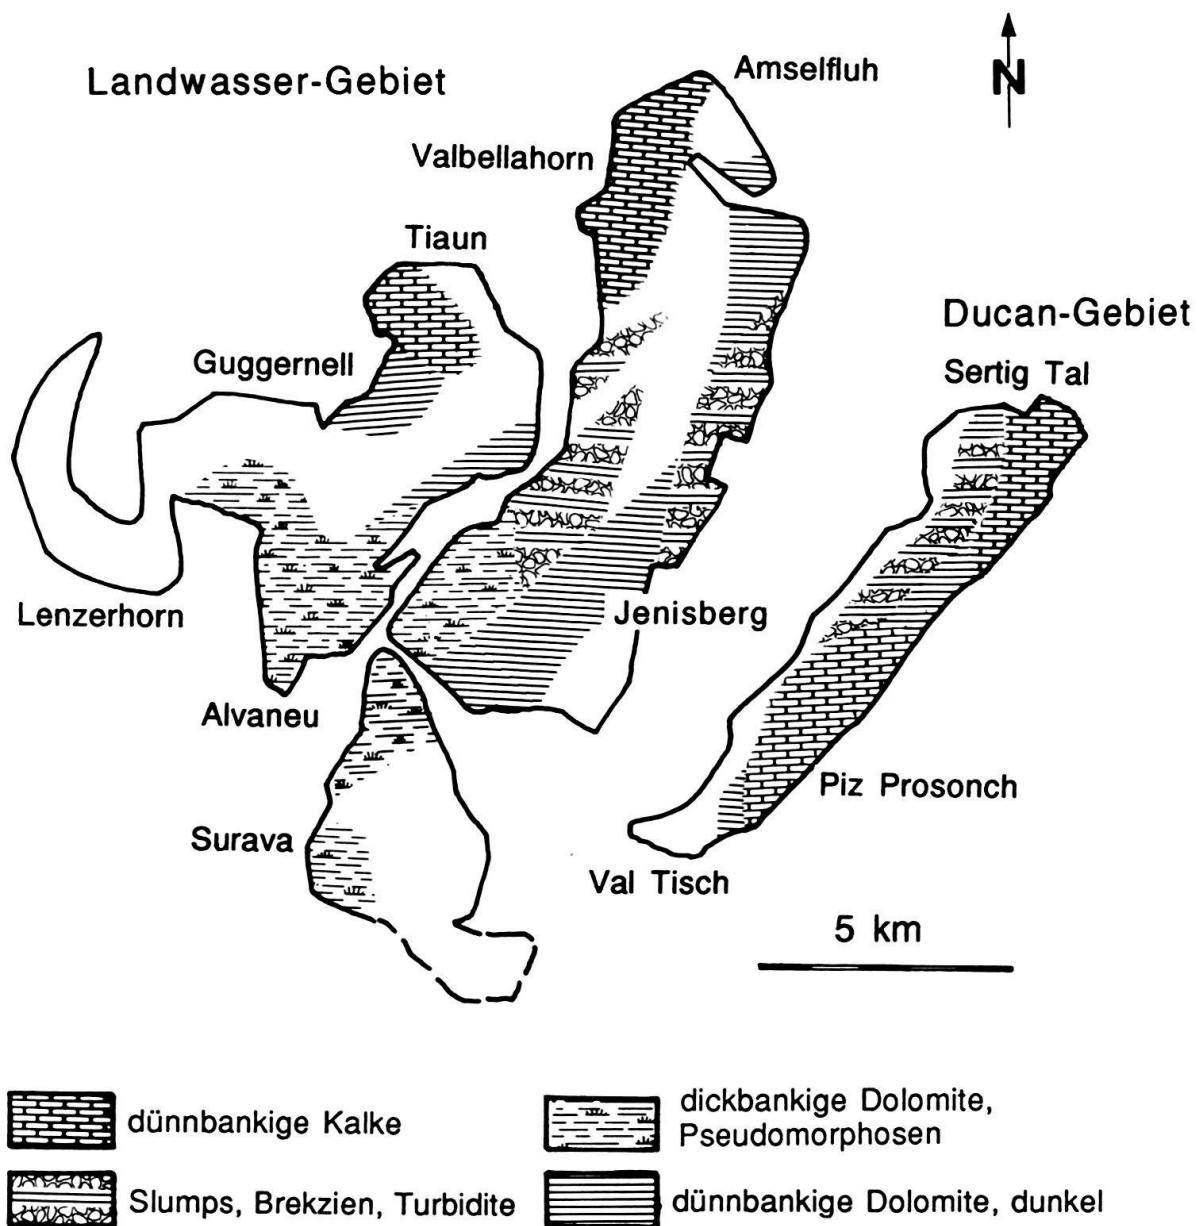 Landwasser-Gebiet
Amselfluh
N
Valbellahorn
Tiaun
Ducan-Gebiet
Guggernell
Sertig Tal
Lenzerhorn
Jenisberg
Alvaneu
Piz Prosonch
Surava
Val Tisch
5 km
dünnbankige Kalke
dickbankige Dolomite,
Pseudomorphosen
Slumps, Brekzien, Turbidite
dünnbankige Dolomite, dunkel